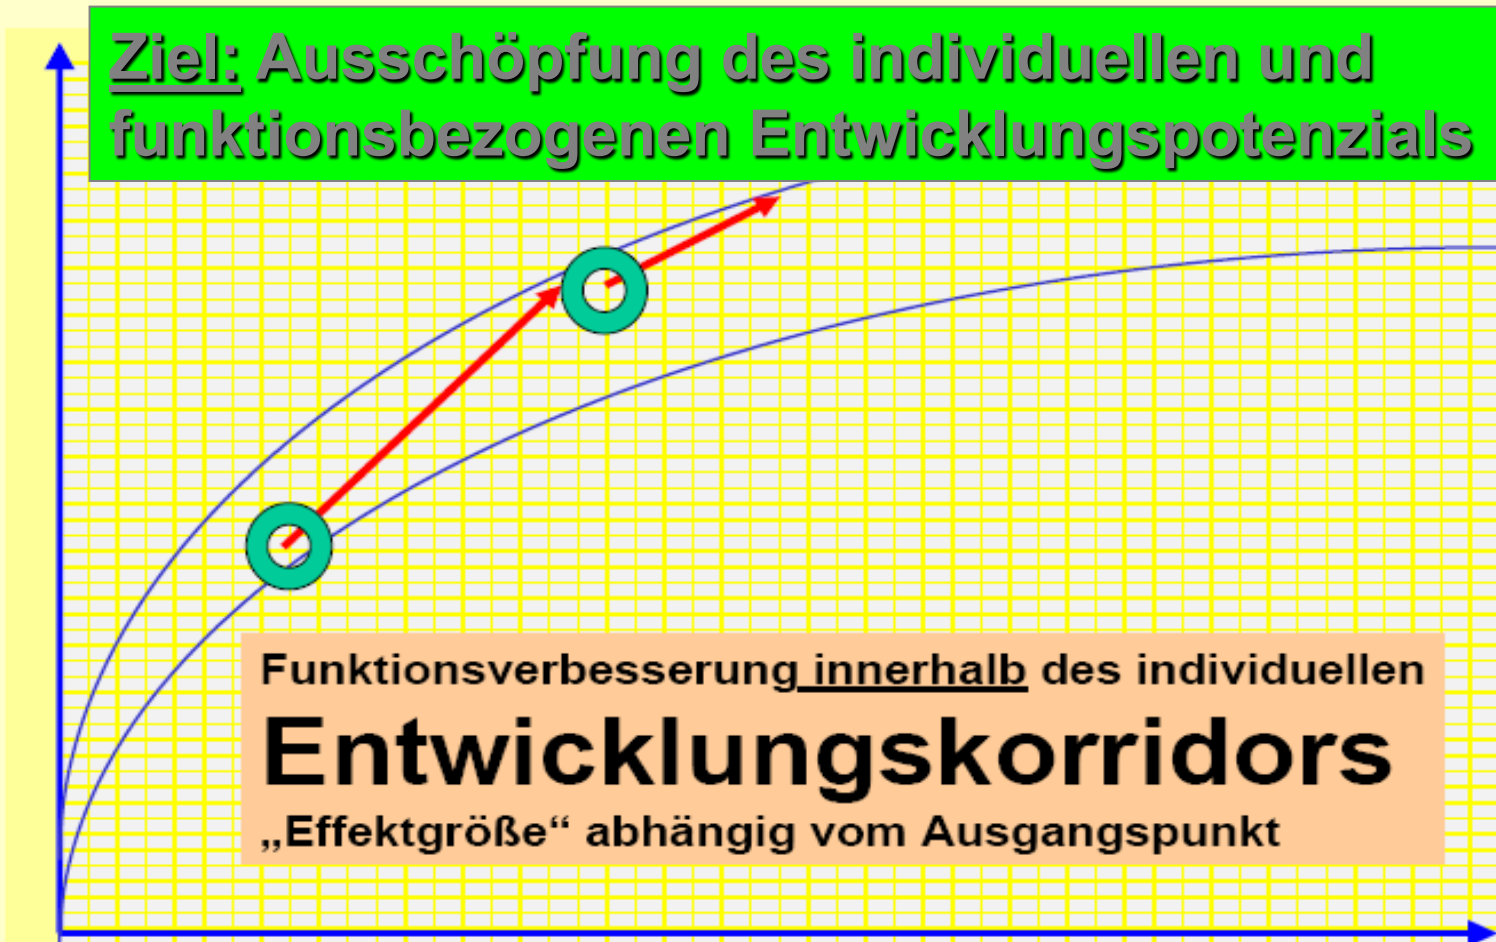 Ziel: Ausschöpfung des individuellen und
funktionsbezogenen Entwicklungspotenzials
Funktionsverbesserung innerhalb des individuellen
Entwicklungskorridors
„Effektgröße“ abhängig vom Ausgangspunkt